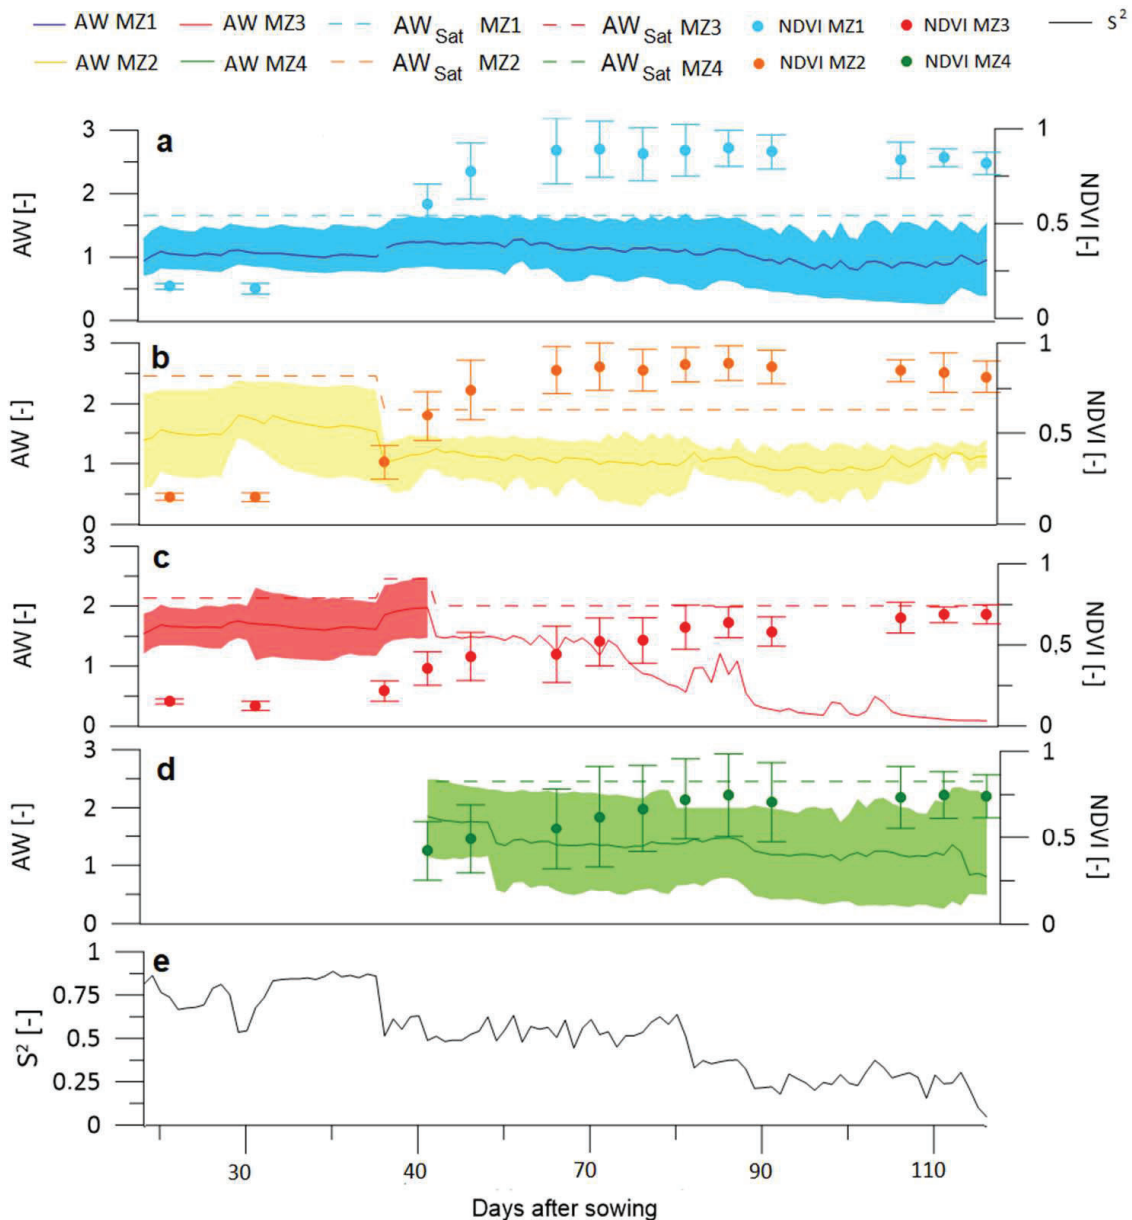 AW MZ1 AW MZ3 AWSat MZ1 AWSat MZ3 NDVI MZ1 NDVI MZ3 S²
AW MZ2 AW MZ4 AWSat MZ2 AWSat MZ4 NDVI MZ2 NDVI MZ4
a
3
2
1
0
AW [-]
1
0.5
0
NDVI [-]
b
3
2
1
0
AW [-]
1
0.5
0
NDVI [-]
c
3
2
1
0
AW [-]
1
0.5
0
NDVI [-]
d
3
2
1
0
AW [-]
1
0.5
0
NDVI [-]
e
1
0.75
0.5
0.25
0
S² [-]
30 40 70 90 110
Days after sowing